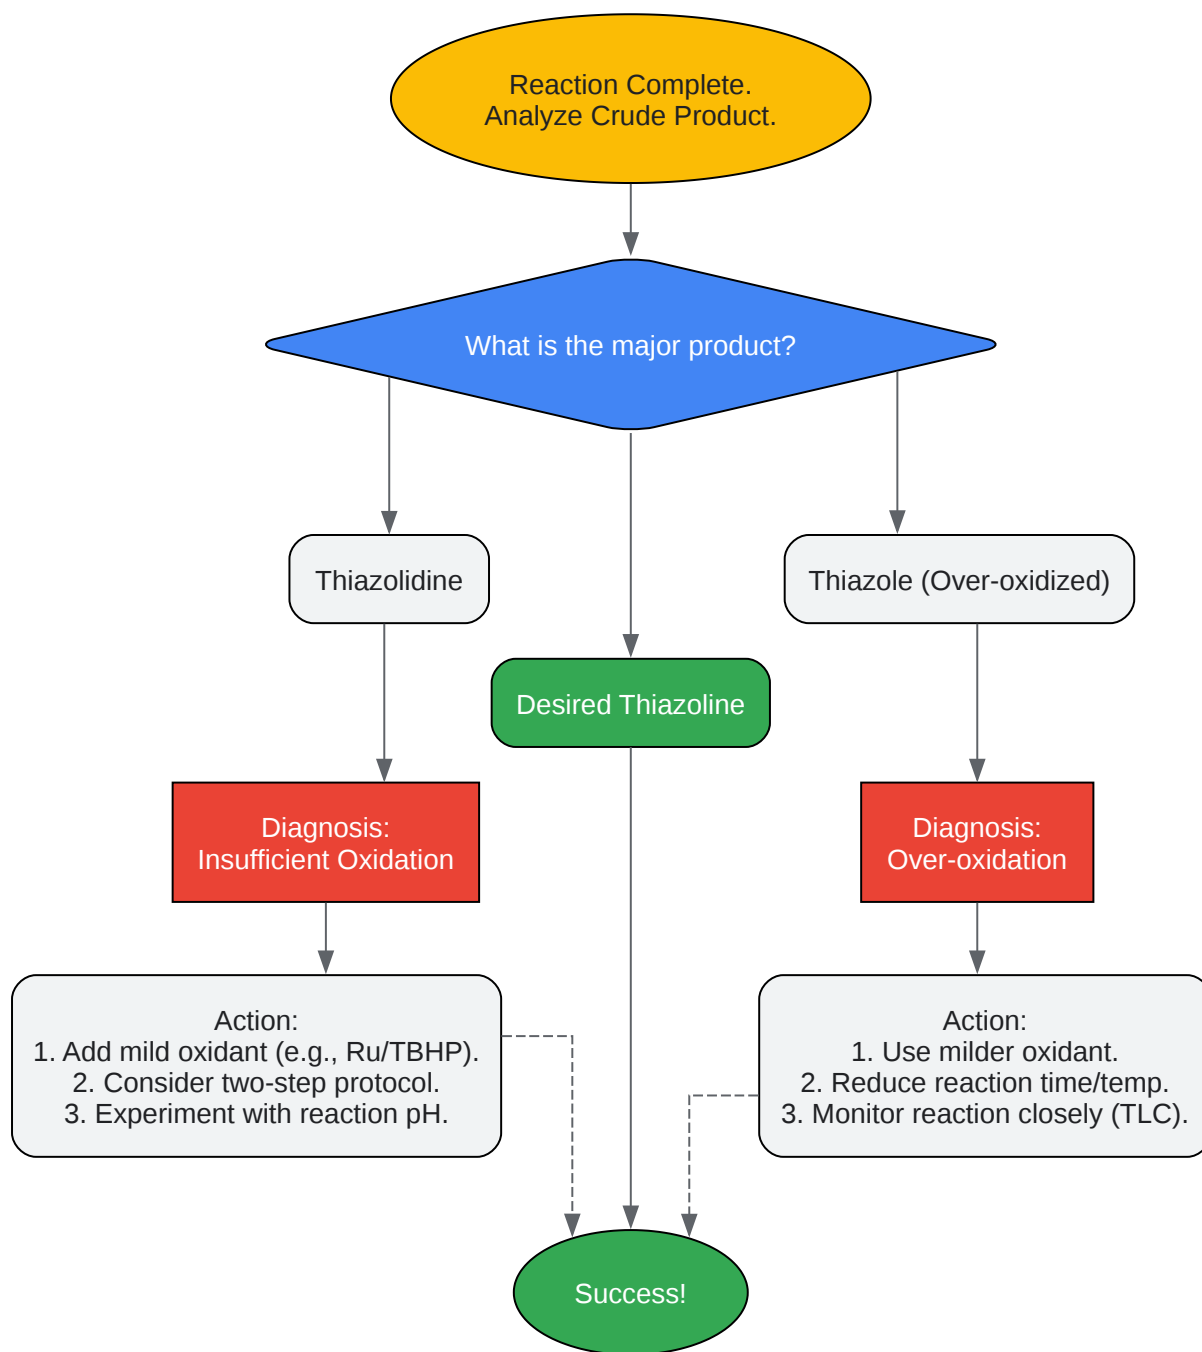 Reaction Complete.
Analyze Crude Product.
What is the major product?
Thiazolidine
Thiazole (Over-oxidized)
Desired Thiazoline
Diagnosis:
Insufficient Oxidation
Diagnosis:
Over-oxidation
Action:
1. Add mild oxidant (e.g., Ru/TBHP).
2. Consider two-step protocol.
3. Experiment with reaction pH.
Action:
1. Use milder oxidant.
2. Reduce reaction time/temp.
3. Monitor reaction closely (TLC).
Success!